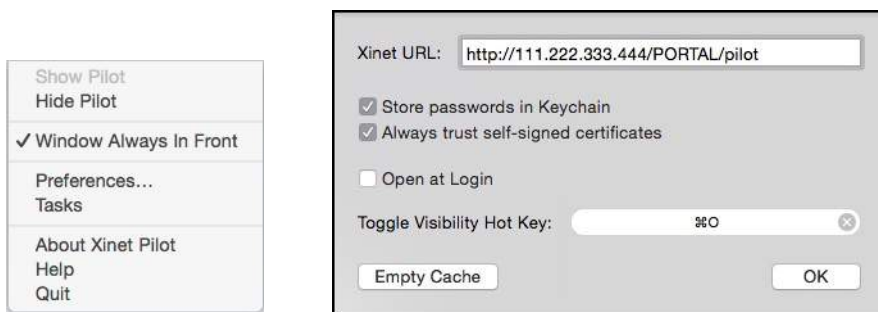 Show Pilot
Hide Pilot
✓ Window Always In Front
Preferences...
Tasks
About Xinet Pilot
Help
Quit
Xinet URL: http://111.222.333.444/PORTAL/pilot
Store passwords in Keychain
Always trust self-signed certificates
Open at Login
Toggle Visibility Hot Key: ⌘O
Empty Cache OK